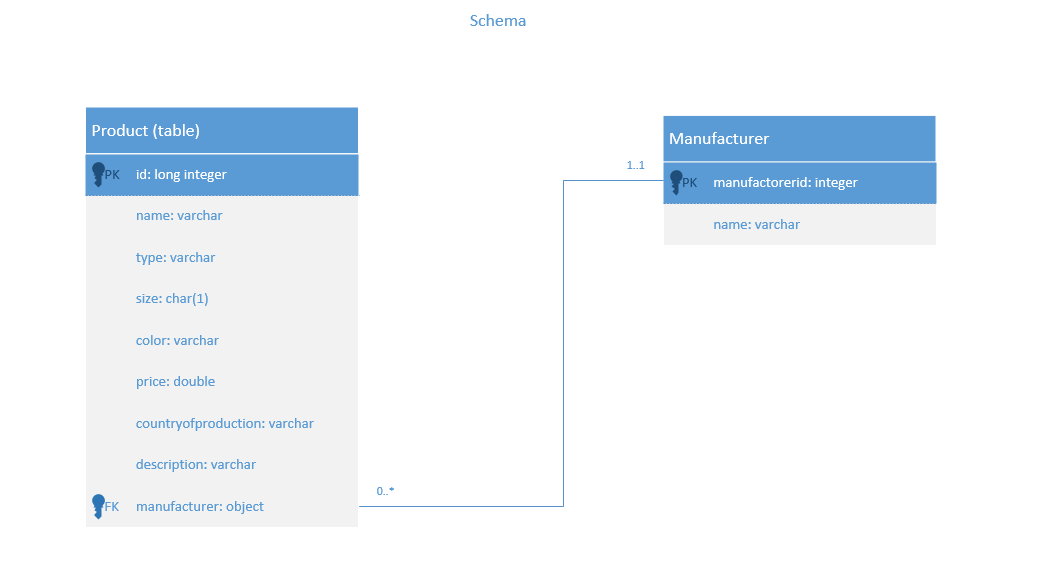 Schema
Product (table)
PK id: long integer
name: varchar
type: varchar
size: char(1)
color: varchar
price: double
countryofproduction: varchar
description: varchar
FK manufacturer: object
0..*
1..1
Manufacturer
PK manufactorerid: integer
name: varchar